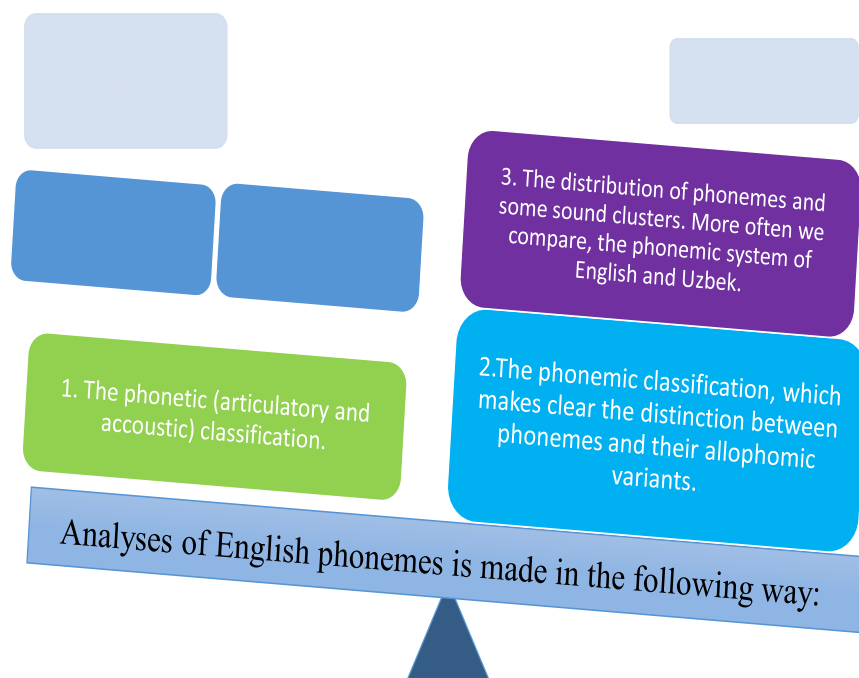 3. The distribution of phonemes and
some sound clusters. More often we
compare, the phonemic system of
English and Uzbek.
1. The phonetic (articulatory and
accoustic) classification.
2.The phonemic classification, which
makes clear the distinction between
phonemes and their allophomic
variants.
Analyses of English phonemes is made in the following way: